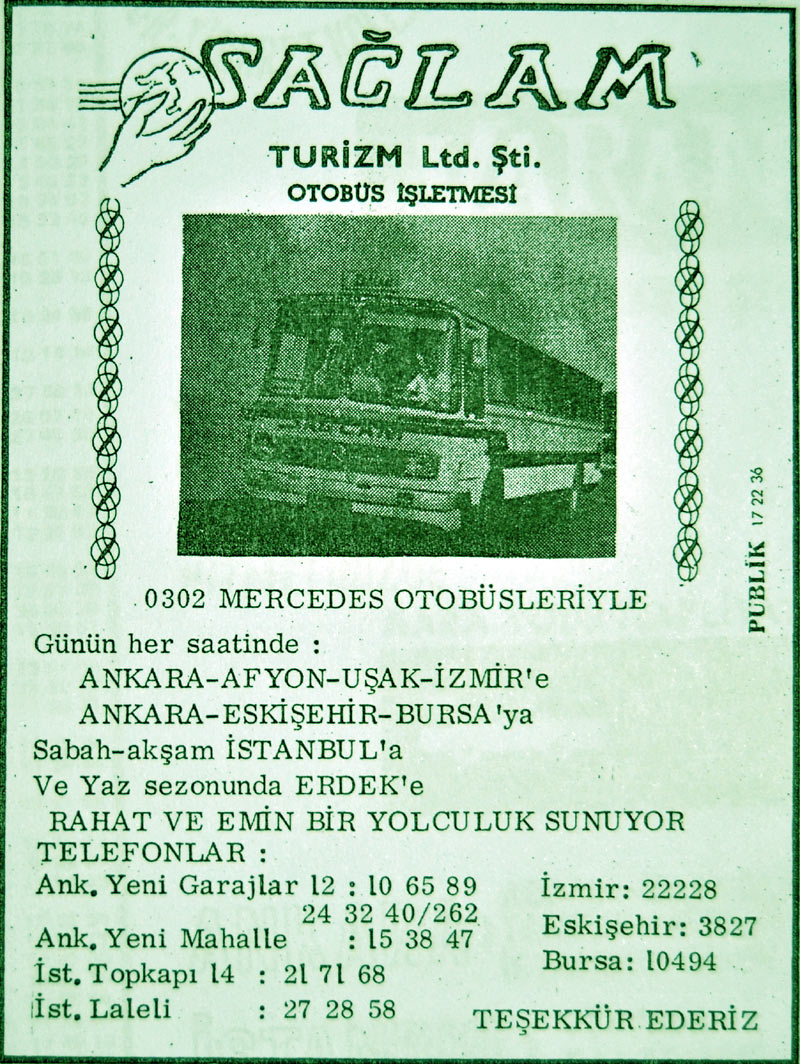 SAĞLAM
TURİZM Ltd. Şti.
OTOBÜS İŞLETMESİ
SAĞLAM
PUBLİK 17 22 36
0302 MERCEDES OTOBÜSLERİYLE
Günün her saatinde :
ANKARA-AFYON-UŞAK-İZMİR'e
ANKARA-ESKİŞEHİR-BURSA'ya
Sabah-akşam İSTANBUL'a
Ve Yaz sezonunda ERDEK'e
RAHAT VE EMİN BİR YOLCULUK SUNUYOR
TELEFONLAR :
Ank. Yeni Garajlar 12 : 10 65 89
24 32 40/262
Ank. Yeni Mahalle : 15 38 47
İst. Topkapı 14 : 21 71 68
İst. Laleli : 27 28 58
İzmir: 22228
Eskişehir: 3827
Bursa: 10494
TEŞEKKÜR EDERİZ